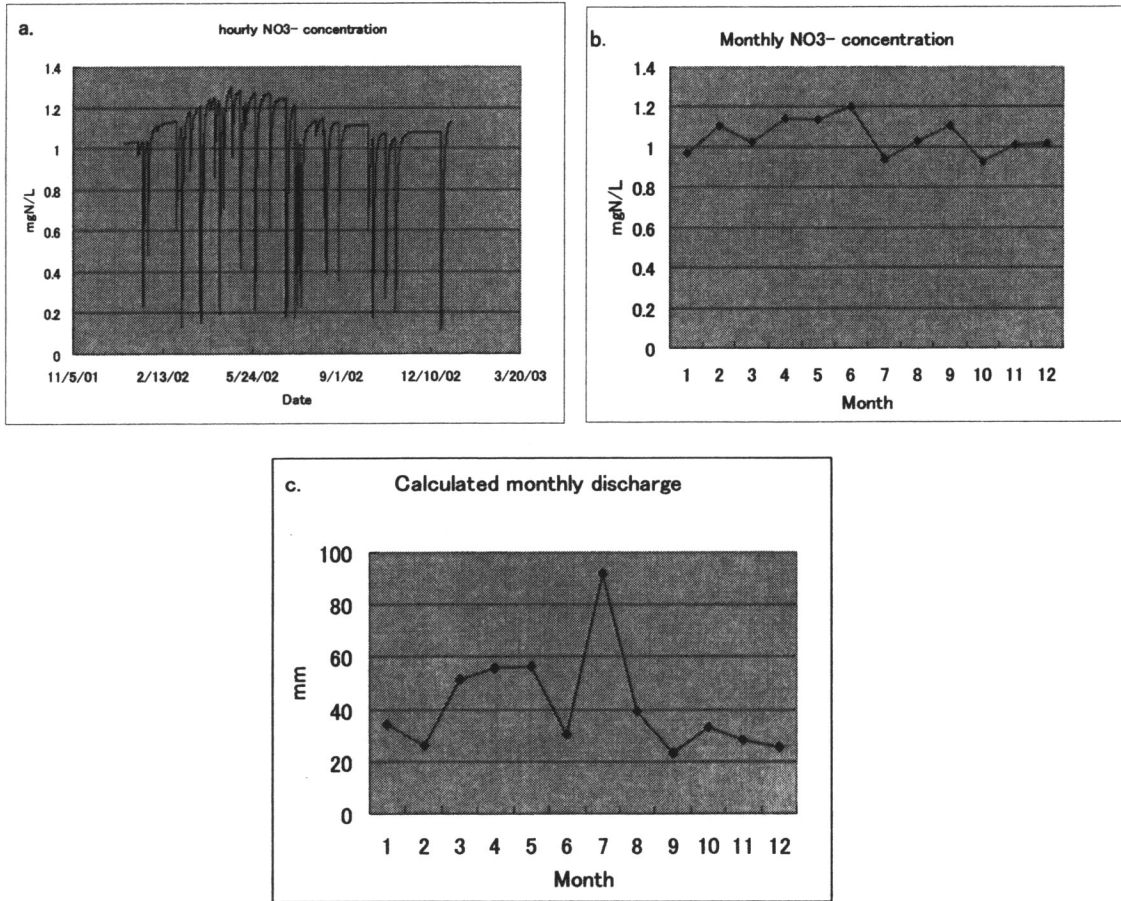 a.
hourly NO3- concentration
1.4
1.2
1
0.8
0.6
0.4
0.2
0
mgN/L
11/5/01 2/13/02 5/24/02 9/1/02 12/10/02 3/20/03
Date
b.
Monthly NO3- concentration
1.4
1.2
1
0.8
0.6
0.4
0.2
0
mgN/L
1 2 3 4 5 6 7 8 9 10 11 12
Month
c.
Calculated monthly discharge
100
80
60
40
20
0
mm
1 2 3 4 5 6 7 8 9 10 11 12
Month